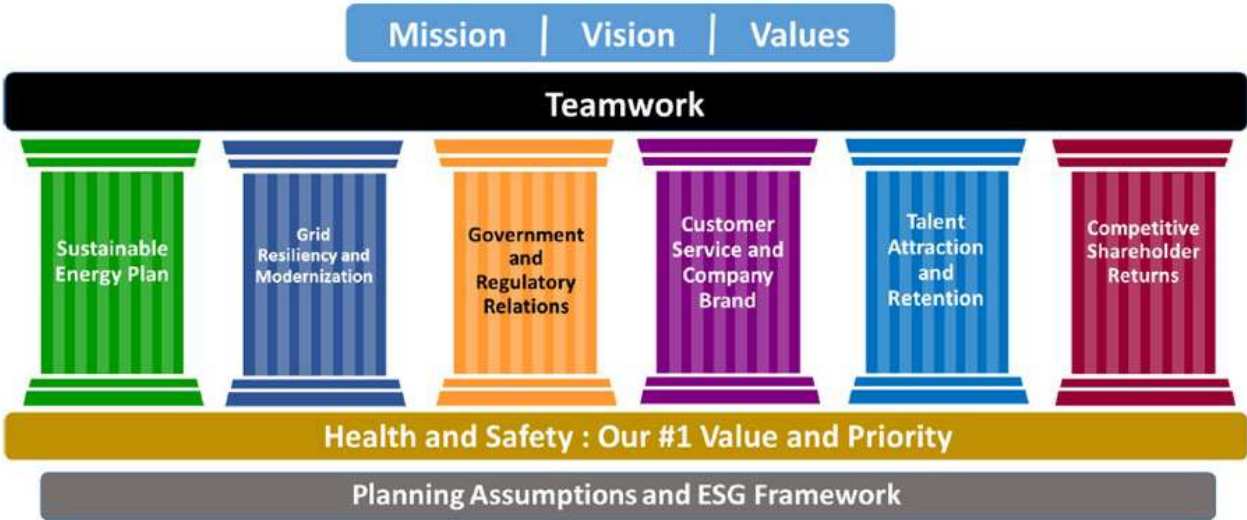 Mission | Vision | Values
Teamwork
Sustainable
Energy Plan
Grid
Resiliency and
Modernization
Government
and
Regulatory
Relations
Customer
Service and
Company
Brand
Talent
Attraction
and
Retention
Competitive
Shareholder
Returns
Health and Safety : Our #1 Value and Priority
Planning Assumptions and ESG Framework